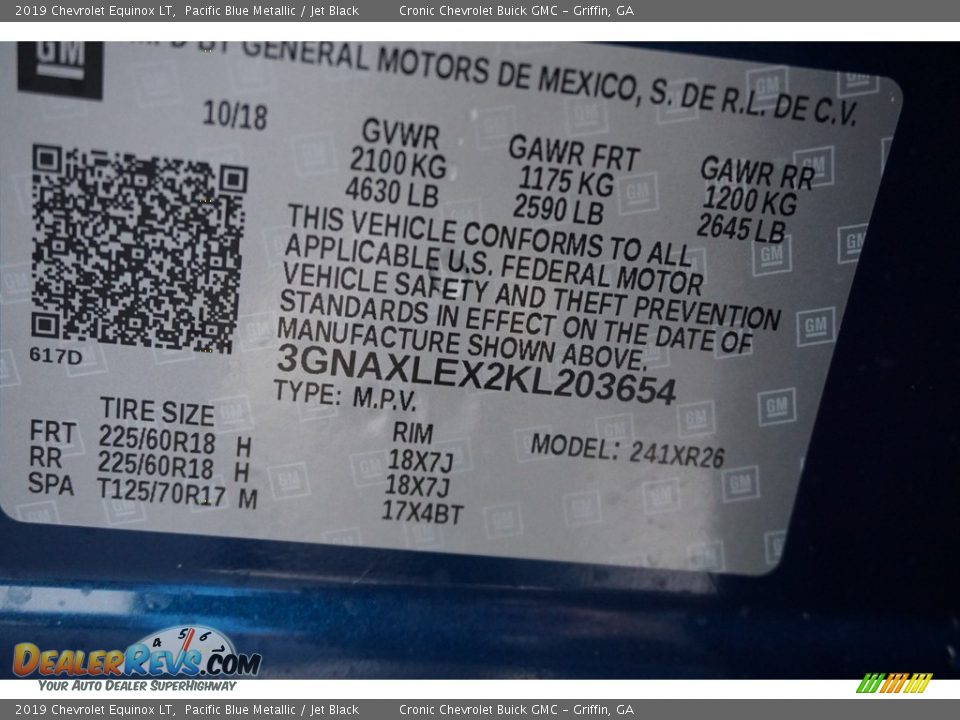 2019 Chevrolet Equinox LT, Pacific Blue Metallic / Jet Black Cronic Chevrolet Buick GMC – Griffin, GA
GM
MFD BY GENERAL MOTORS DE MEXICO, S. DE R.L. DE C.V.
10/18
GVWR GAWR FRT GAWR RR
2100 KG 1175 KG 1200 KG
4630 LB 2590 LB 2645 LB
THIS VEHICLE CONFORMS TO ALL
APPLICABLE U.S. FEDERAL MOTOR
VEHICLE SAFETY AND THEFT PREVENTION
STANDARDS IN EFFECT ON THE DATE OF
MANUFACTURE SHOWN ABOVE.
617D
3GNAXLEX2KL203654
TYPE: M.P.V.
TIRE SIZE RIM MODEL: 241XR26
FRT 225/60R18 H 18X7J
RR 225/60R18 H 18X7J
SPA T125/70R17 M 17X4BT
4 5 6
DEALERREVS.COM
YOUR AUTO DEALER SUPERHIGHWAY
2019 Chevrolet Equinox LT, Pacific Blue Metallic / Jet Black Cronic Chevrolet Buick GMC – Griffin, GA